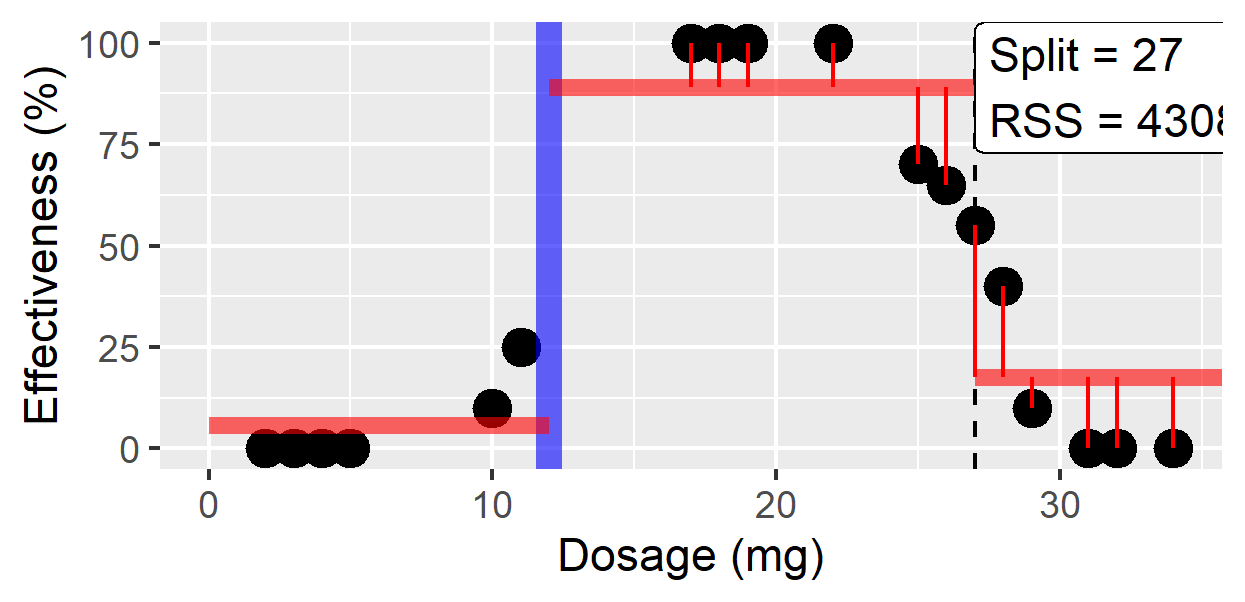 Effectiveness (%)
100
75
50
25
0
Split = 27
RSS = 4308
0
10
20
30
Dosage (mg)